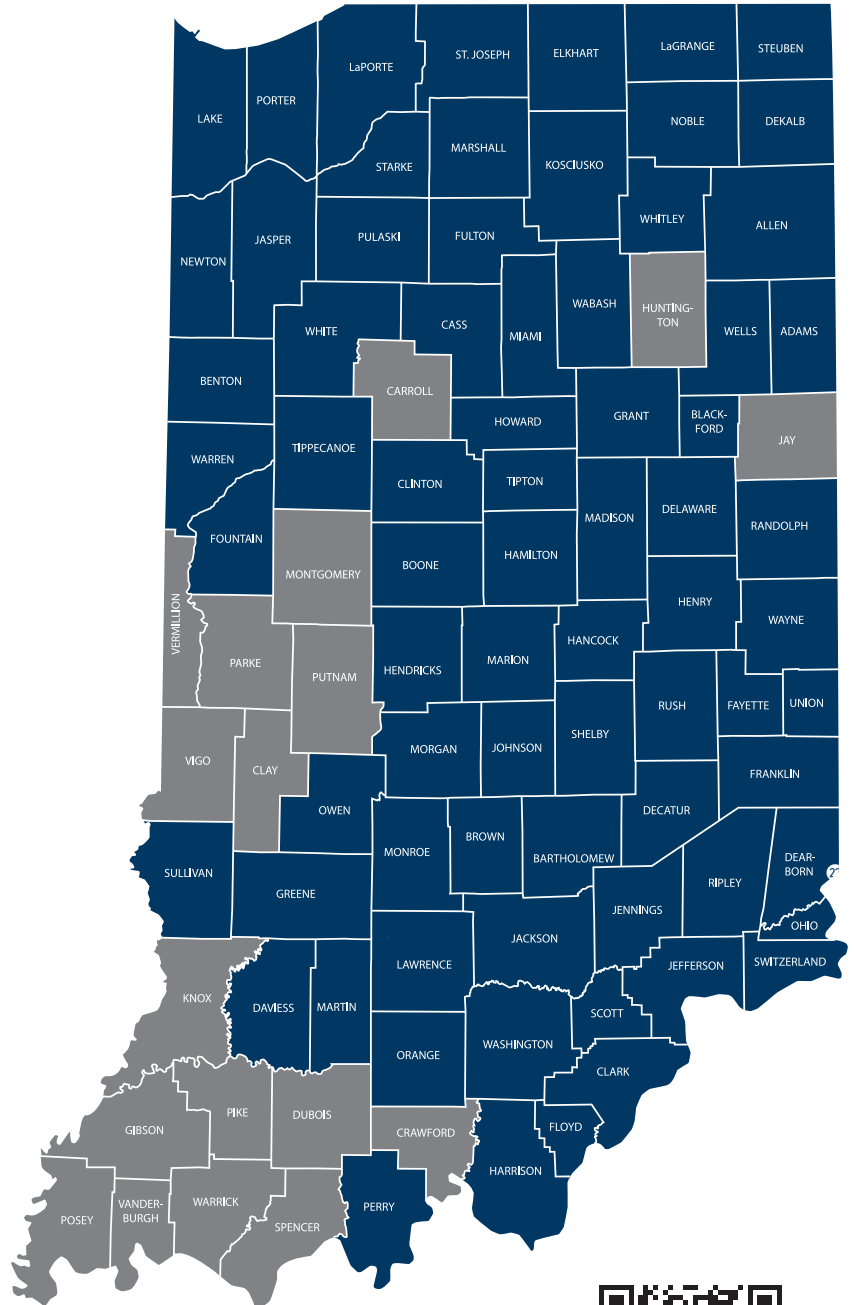 LaPORTE
ST. JOSEPH
ELKHART
LaGRANGE
STEUBEN
LAKE
PORTER
NOBLE
DEKALB
STARKE
MARSHALL
KOSCIUSKO
WHITLEY
ALLEN
NEWTON
JASPER
PULASKI
FULTON
WHITE
CASS
MIAMI
WABASH
HUNTING-
TON
WELLS
ADAMS
BENTON
CARROLL
HOWARD
GRANT
BLACK-
FORD
JAY
WARREN
TIPPECANOE
CLINTON
TIPTON
MADISON
DELAWARE
RANDOLPH
FOUNTAIN
MONTGOMERY
BOONE
HAMILTON
HENRY
WAYNE
VERMILLION
PARKE
PUTNAM
HENDRICKS
MARION
HANCOCK
RUSH
FAYETTE
UNION
VIGO
CLAY
MORGAN
JOHNSON
SHELBY
FRANKLIN
OWEN
DECATUR
SULLIVAN
GREENE
MONROE
BROWN
BARTHOLOMEW
JENNINGS
RIPLEY
DEAR-
BORN
OHIO
KNOX
DAVIESS
MARTIN
LAWRENCE
JACKSON
JEFFERSON
SWITZERLAND
ORANGE
WASHINGTON
SCOTT
CLARK
GIBSON
PIKE
DUBOIS
CRAWFORD
FLOYD
HARRISON
POSEY
VANDER-
BURGH
WARRICK
SPENCER
PERRY